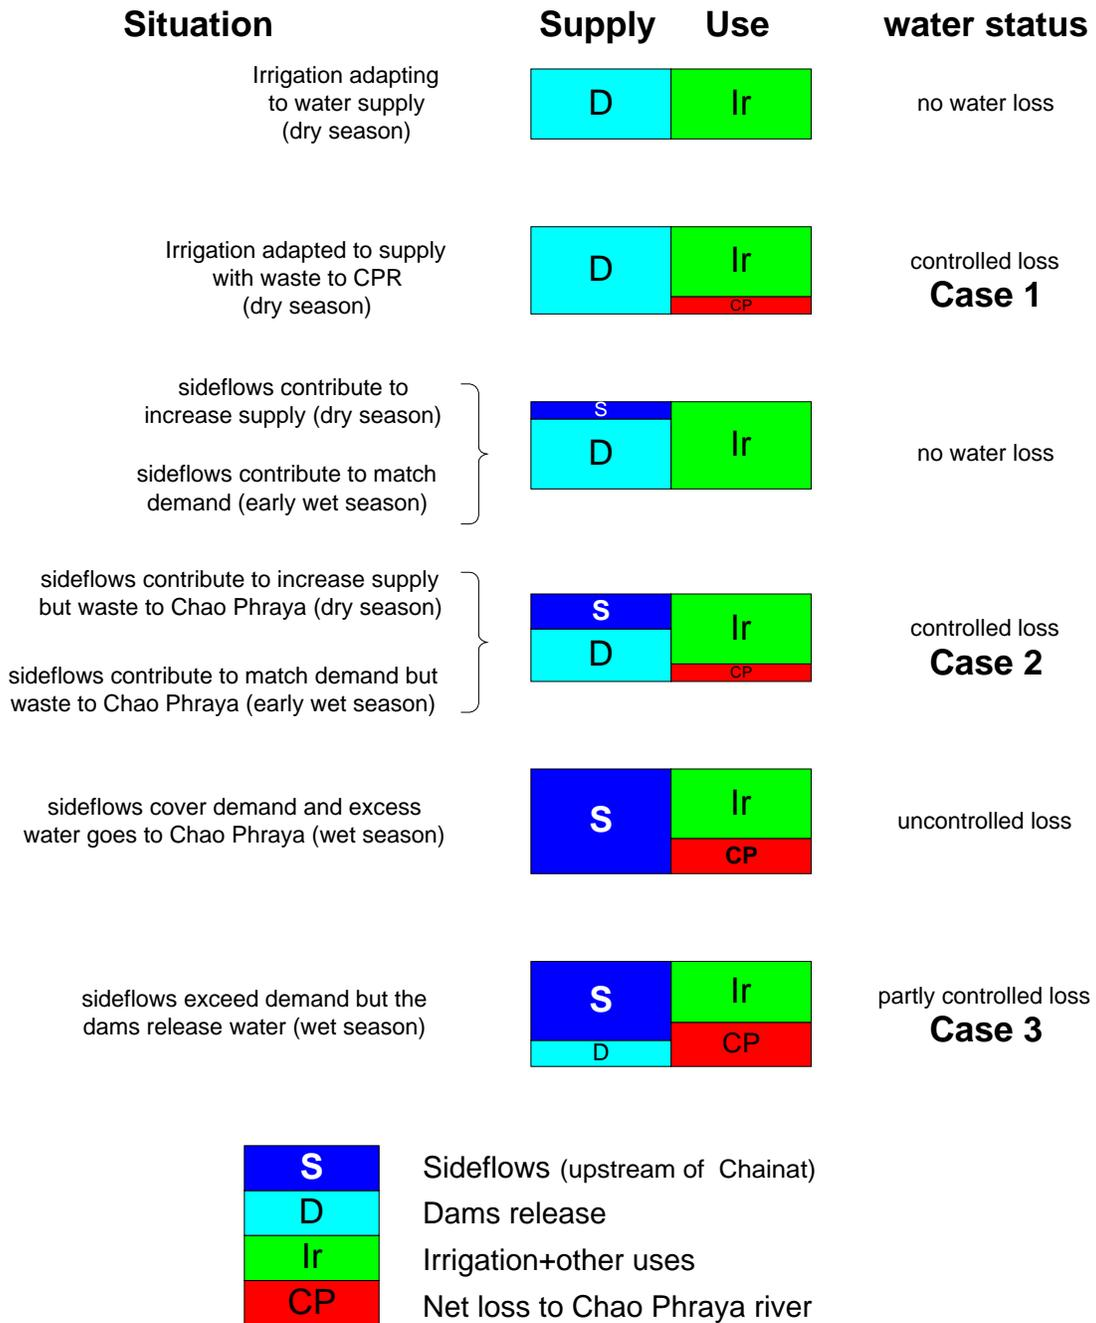 Situation Supply Use water status
Irrigation adapting
to water supply
(dry season)
D Ir
no water loss
Irrigation adapted to supply
with waste to CPR
(dry season)
D
Ir
CP
controlled loss
Case 1
sideflows contribute to
increase supply (dry season)
sideflows contribute to match
demand (early wet season)
S
D
Ir
no water loss
sideflows contribute to increase supply
but waste to Chao Phraya (dry season)
sideflows contribute to match demand but
waste to Chao Phraya (early wet season)
S
D
Ir
CP
controlled loss
Case 2
sideflows cover demand and excess
water goes to Chao Phraya (wet season)
S
Ir
CP
uncontrolled loss
sideflows exceed demand but the
dams release water (wet season)
S
D
Ir
CP
partly controlled loss
Case 3
S Sideflows (upstream of Chainat)
D Dams release
Ir Irrigation+other uses
CP Net loss to Chao Phraya river